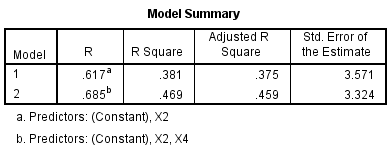 Model Summary
Model R R Square Adjusted R Square Std. Error of the Estimate
1 .617a .381 .375 3.571
2 .685b .469 .459 3.324
a. Predictors: (Constant), X2
b. Predictors: (Constant), X2, X4